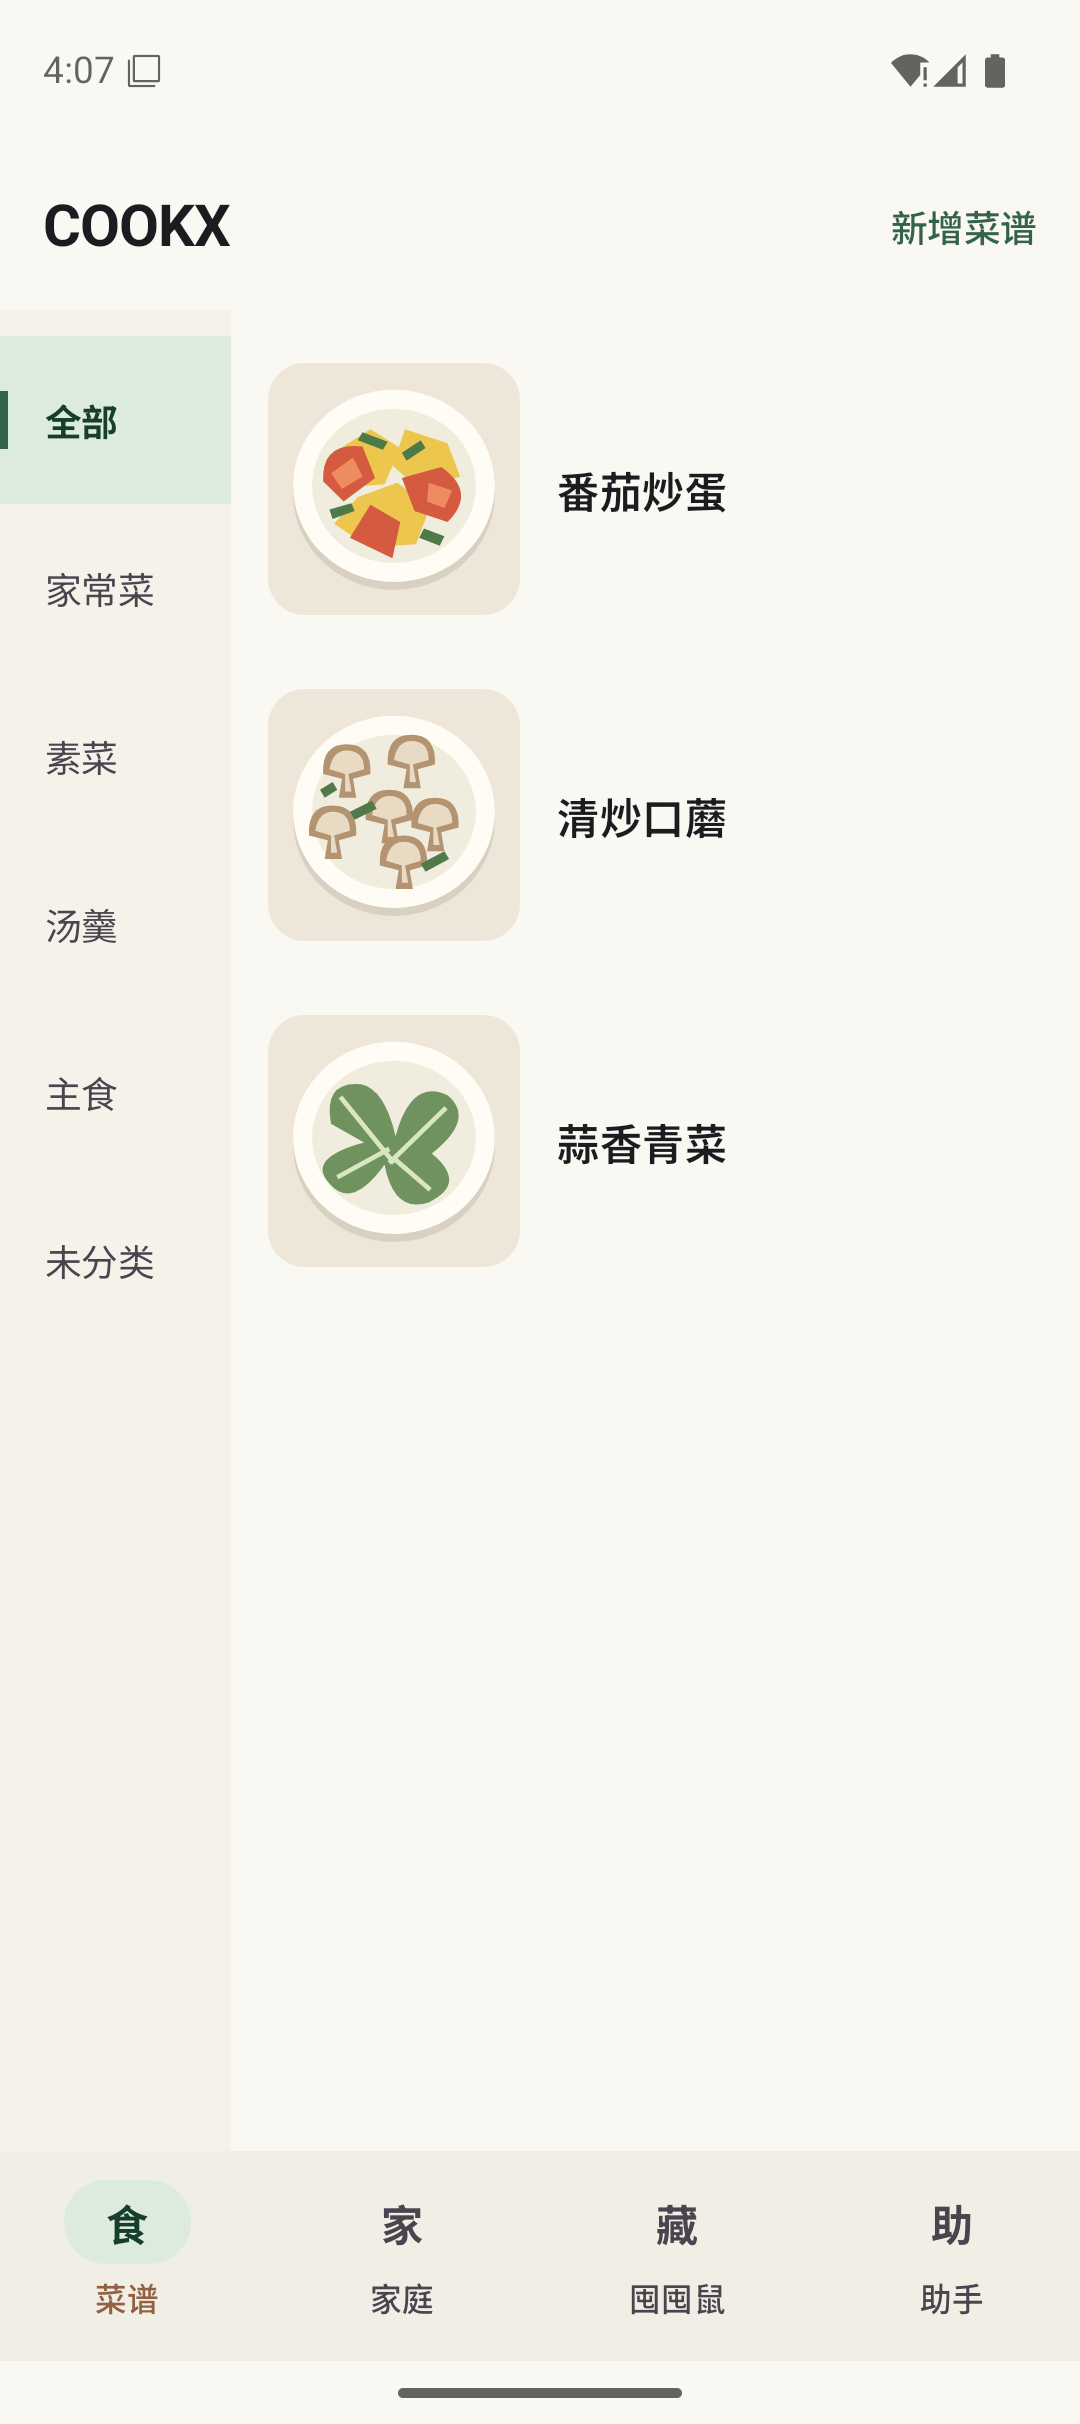 4:07
COOKX
新增菜谱
全部
家常菜
素菜
汤羹
主食
未分类
番茄炒蛋
清炒口蘑
蒜香青菜
食
菜谱
家
家庭
藏
囤囤鼠
助
助手